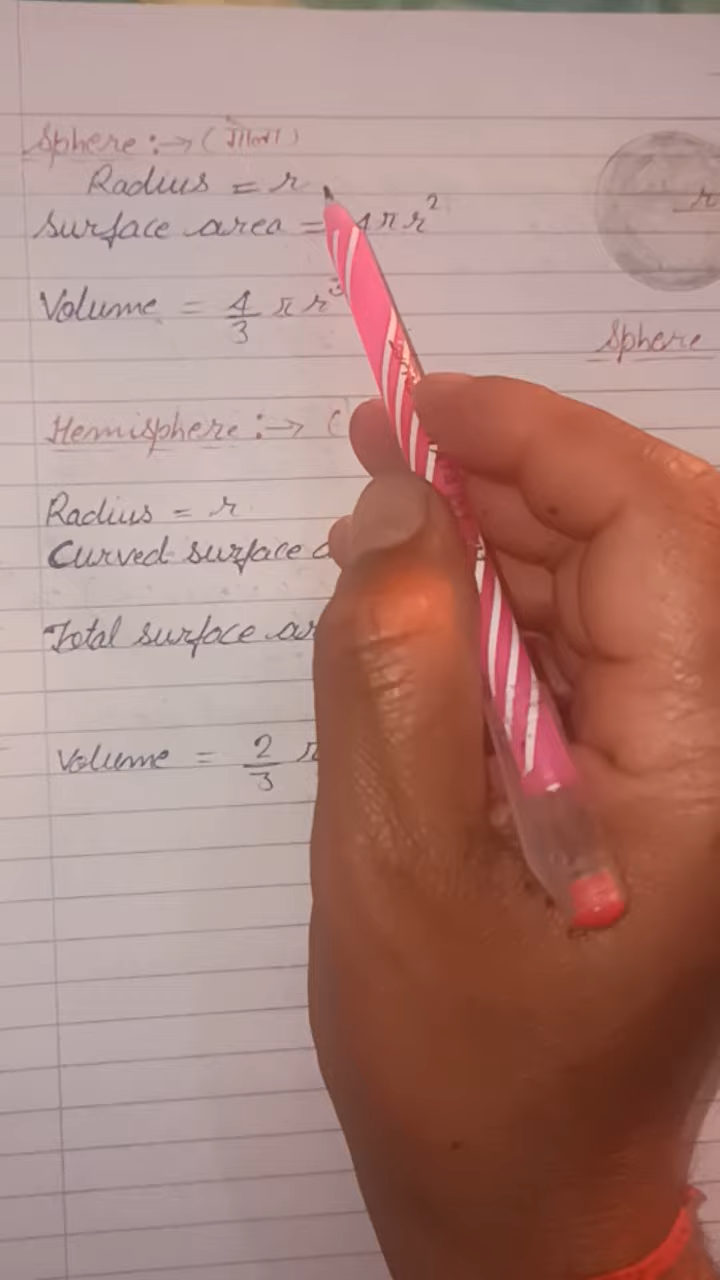 Sphere :→ (गोला)
Radius = r
Surface area = 4πr²
r
Volume = 4/3 πr³
Sphere
Hemisphere :→ (
Radius = r
Curved surface
Total surface
Volume = 2/3